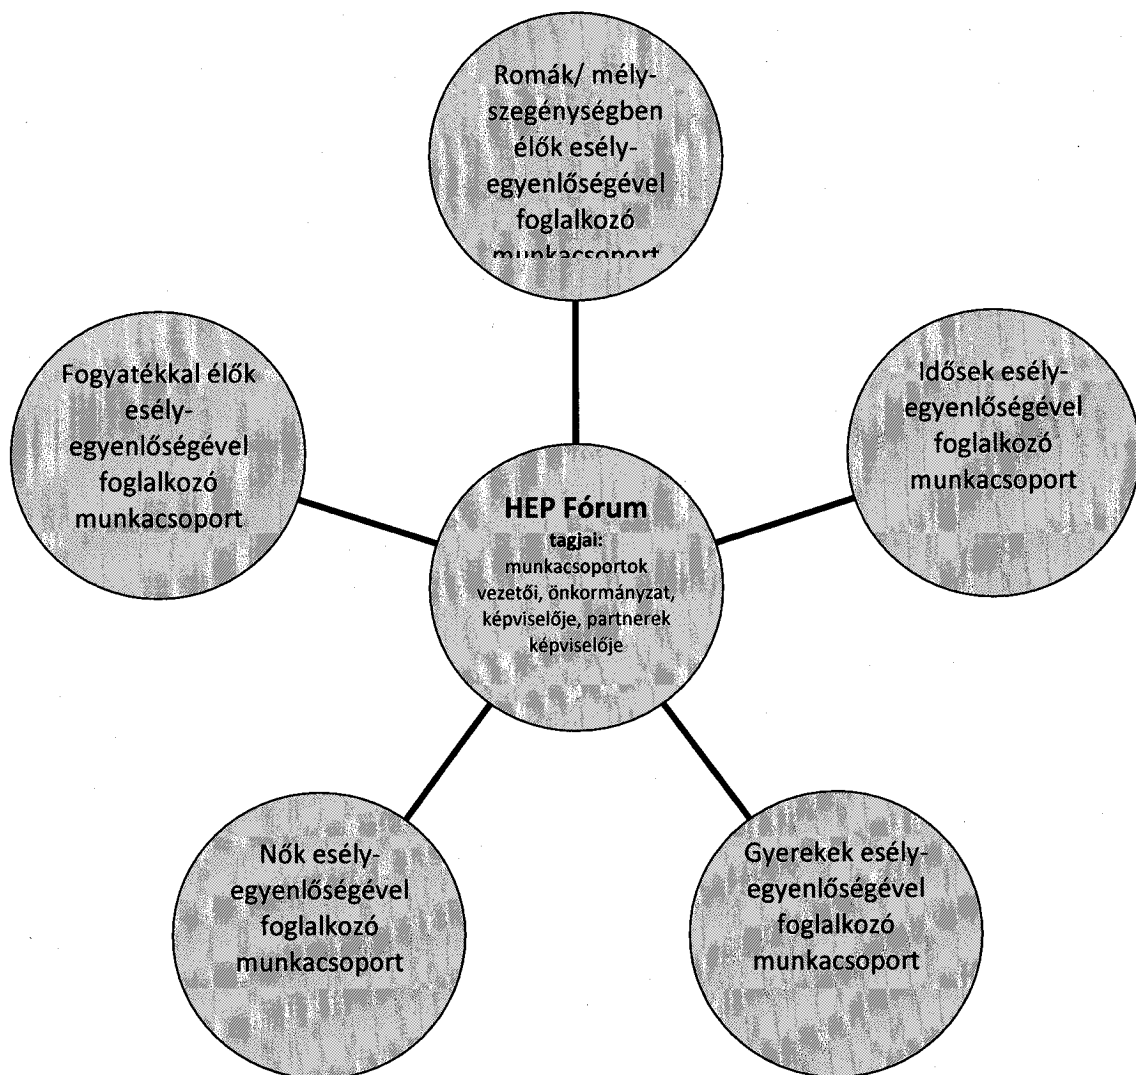 Romák/ mély-
szegénységben
élők esély-
egyenlőségével
foglalkozó
munkacsoport
Fogyatékkal élők
esély-
egyenlőségével
foglalkozó
munkacsoport
Idősek esély-
egyenlőségével
foglalkozó
munkacsoport
HEP Fórum
tagjai:
munkacsoportok
vezetői, önkormányzat,
képviselője, partnerek
képviselője
Nők esély-
egyenlőségével
foglalkozó
munkacsoport
Gyerekek esély-
egyenlőségével
foglalkozó
munkacsoport